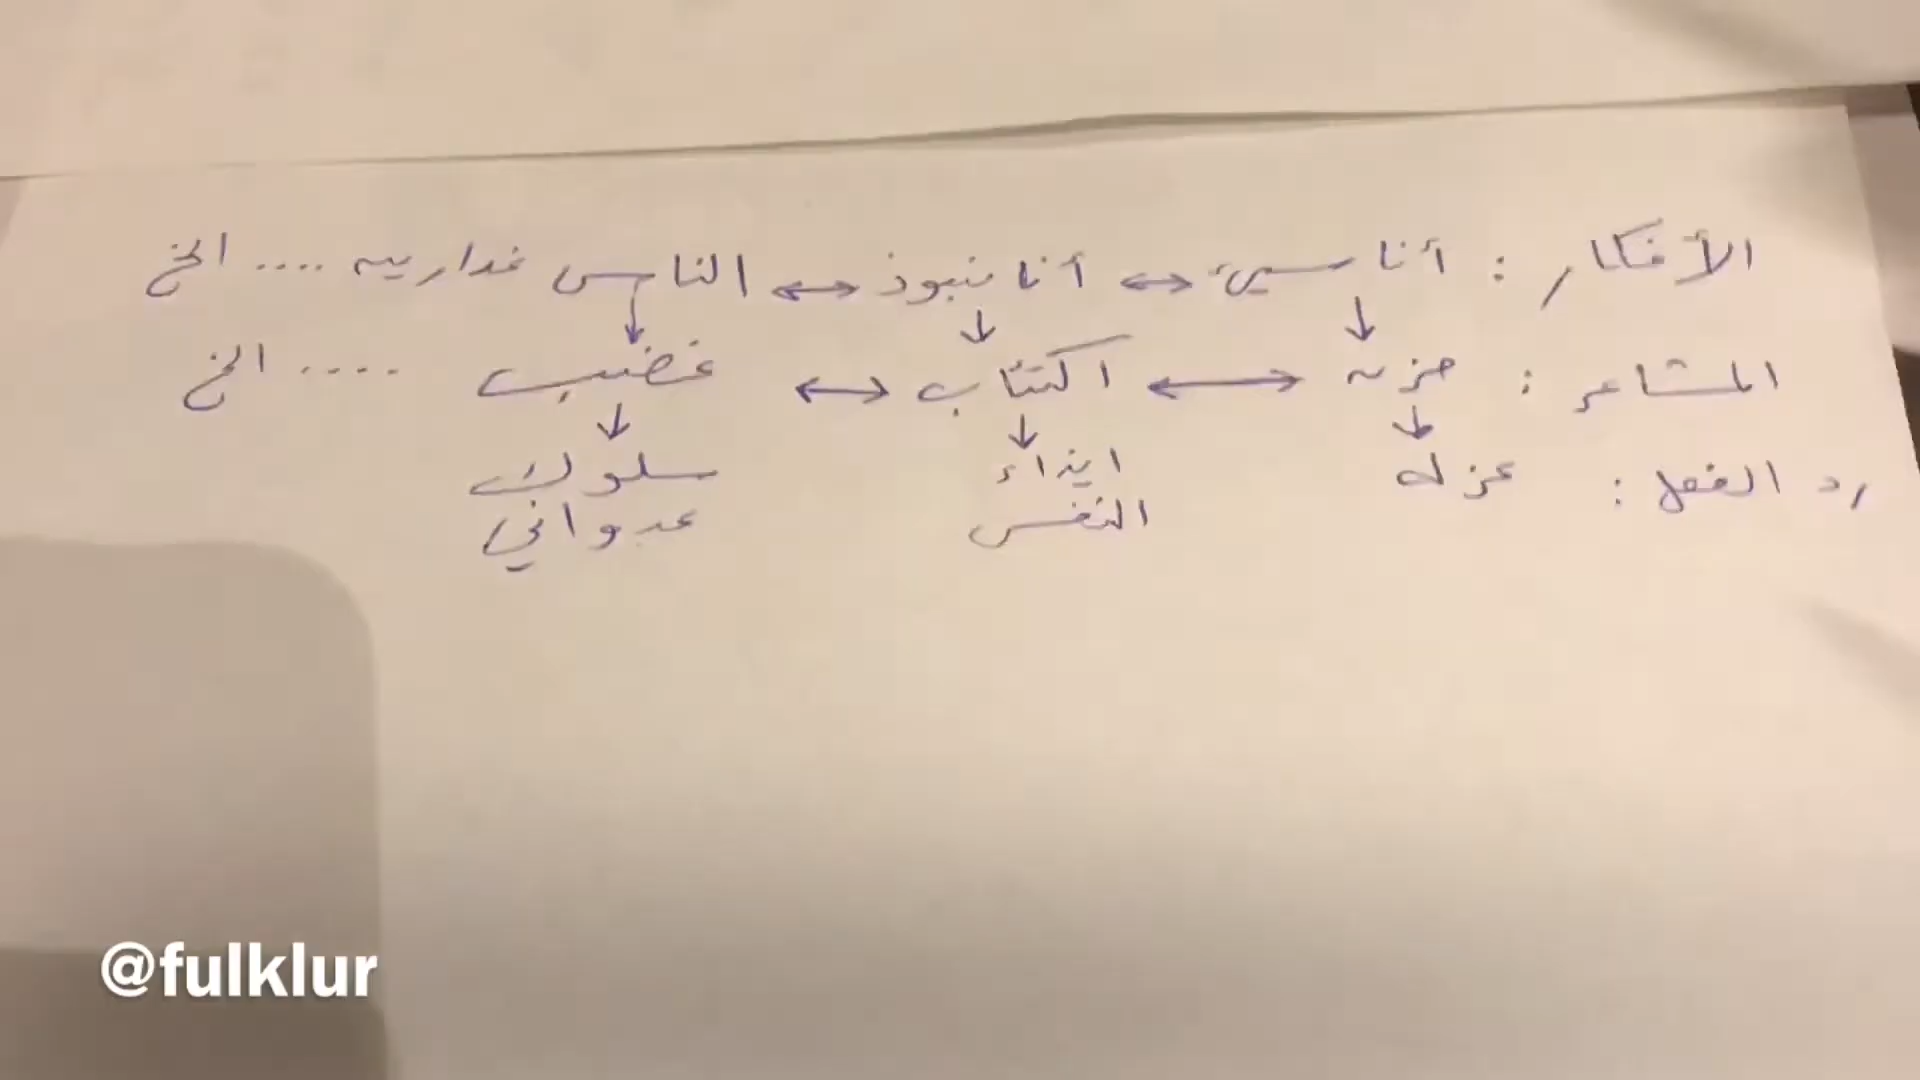 الأفكار : أنا سيئ ↔ أنا منبوذ ↔ الناس غدارين .... الخ
↓ ↓ ↓
المشاعر : حزن ↔ اكتئاب ↔ غضب .... الخ
↓ ↓ ↓
رد الفعل : عزله ايذاء سلوك
النفس عدواني
@fulklur